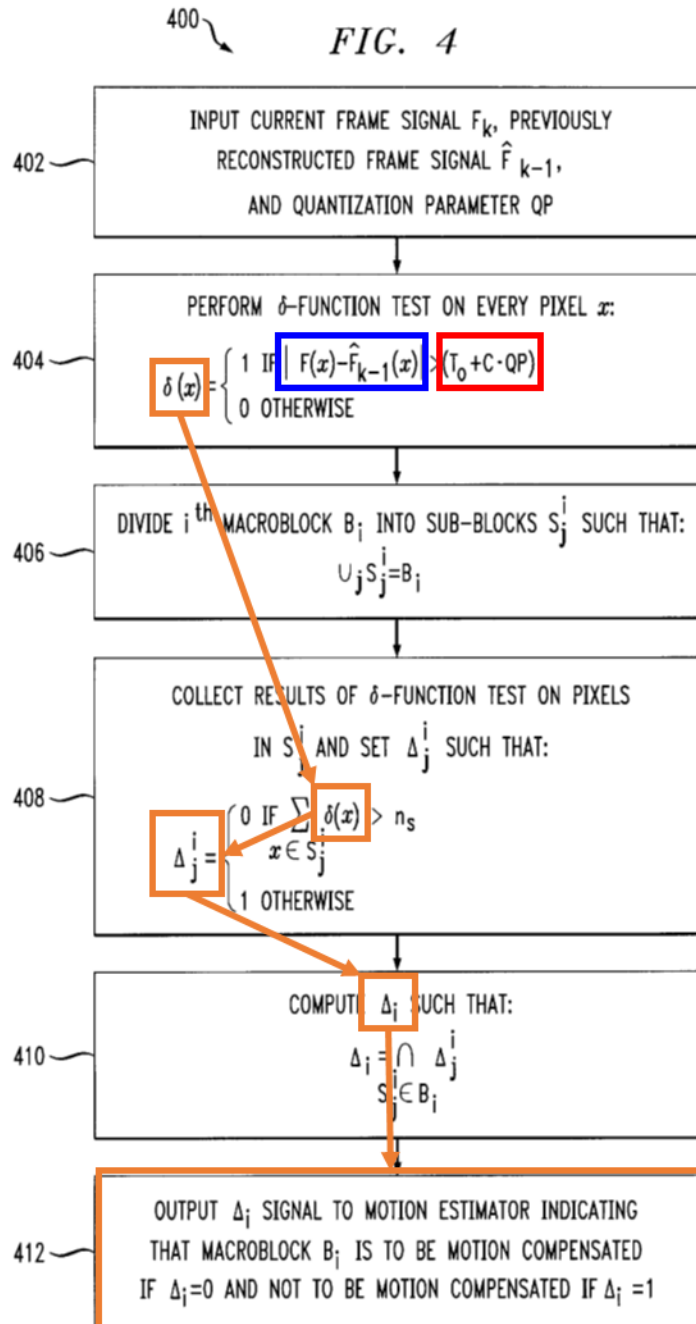 400
FIG. 4
402
INPUT CURRENT FRAME SIGNAL Fₖ, PREVIOUSLY
RECONSTRUCTED FRAME SIGNAL F̂ₖ₋₁,
AND QUANTIZATION PARAMETER QP
404
PERFORM δ-FUNCTION TEST ON EVERY PIXEL x:
δ(x)= { 1 IF | F(x)-F̂ₖ₋₁(x)| >(T₀+C·QP)
0 OTHERWISE
406
DIVIDE iᵗʰ MACROBLOCK Bᵢ INTO SUB-BLOCKS Sⱼⁱ SUCH THAT:
∪ⱼ Sⱼⁱ=Bᵢ
408
COLLECT RESULTS OF δ-FUNCTION TEST ON PIXELS
IN Sⱼⁱ AND SET Δⱼⁱ SUCH THAT:
Δⱼⁱ= { 0 IF ∑ δ(x) > nₛ
x∈Sⱼⁱ
1 OTHERWISE
410
COMPUTE Δᵢ SUCH THAT:
Δᵢ = ∩ Δⱼⁱ
Sⱼⁱ∈Bᵢ
412
OUTPUT Δᵢ SIGNAL TO MOTION ESTIMATOR INDICATING
THAT MACROBLOCK Bᵢ IS TO BE MOTION COMPENSATED
IF Δᵢ=0 AND NOT TO BE MOTION COMPENSATED IF Δᵢ =1